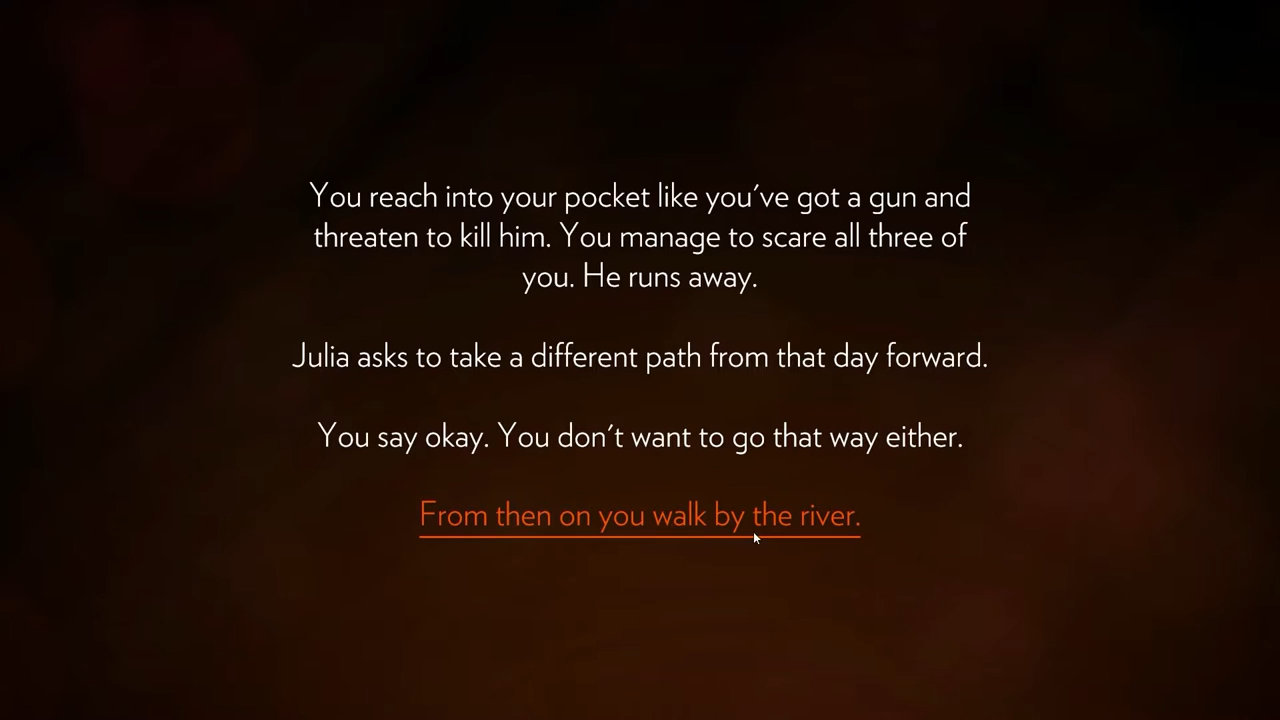 You reach into your pocket like you've got a gun and
threaten to kill him. You manage to scare all three of
you. He runs away.
Julia asks to take a different path from that day forward.
You say okay. You don't want to go that way either.
From then on you walk by the river.